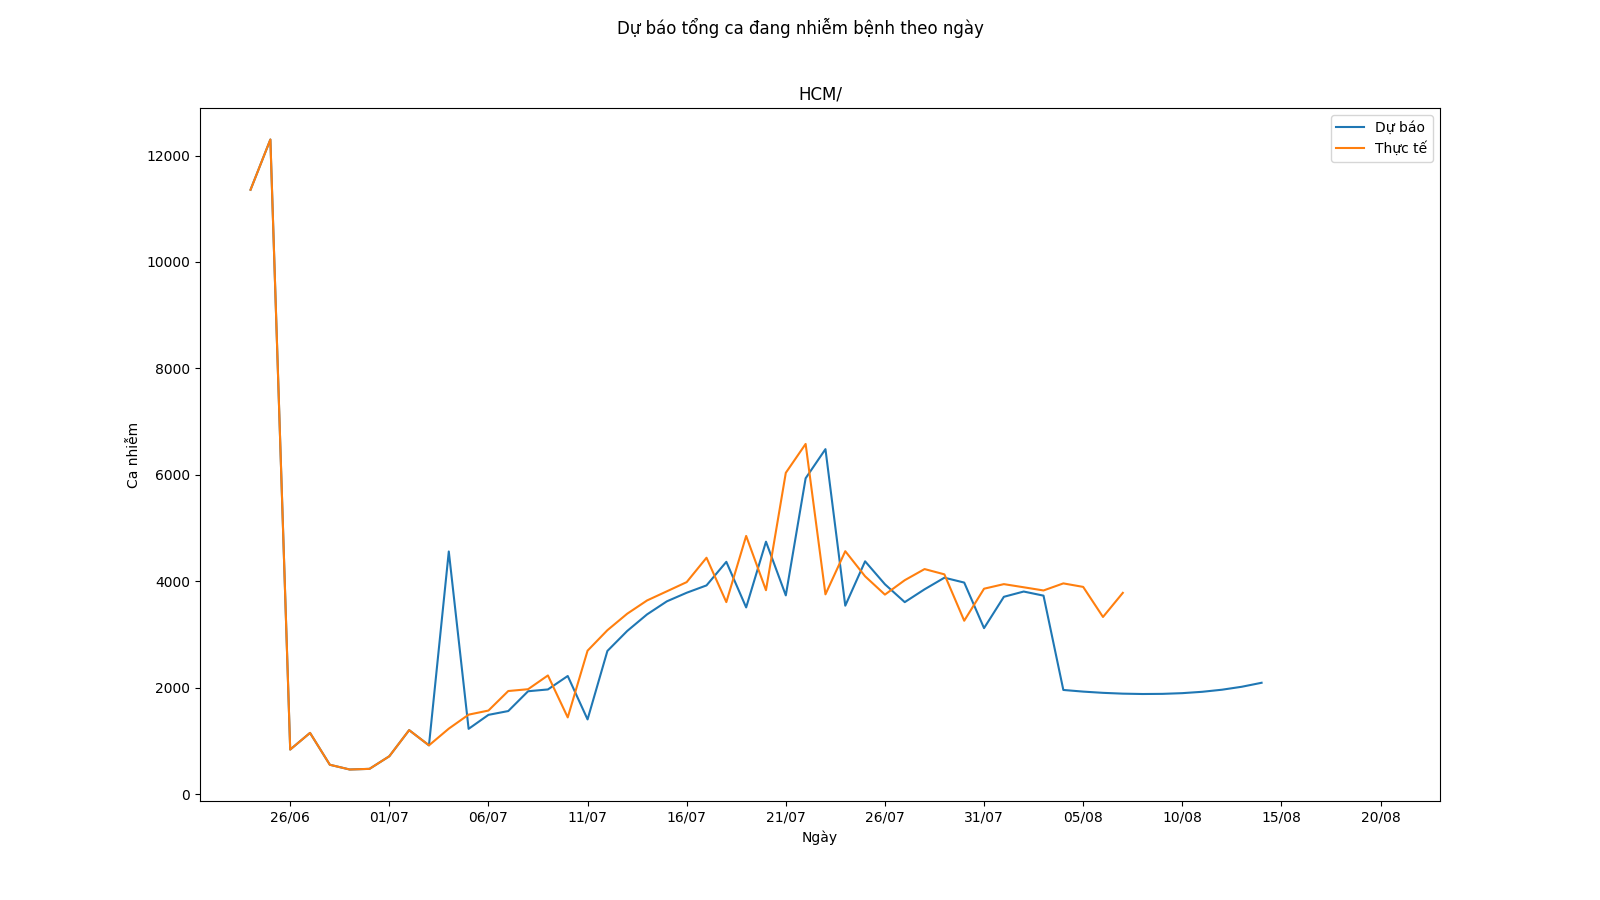 Dự báo tổng ca đang nhiễm bệnh theo ngày
HCM/
Dự báo
Thực tế
12000
10000
8000
6000
4000
2000
0
Ca nhiễm
26/06 01/07 06/07 11/07 16/07 21/07 26/07 31/07 05/08 10/08 15/08 20/08
Ngày